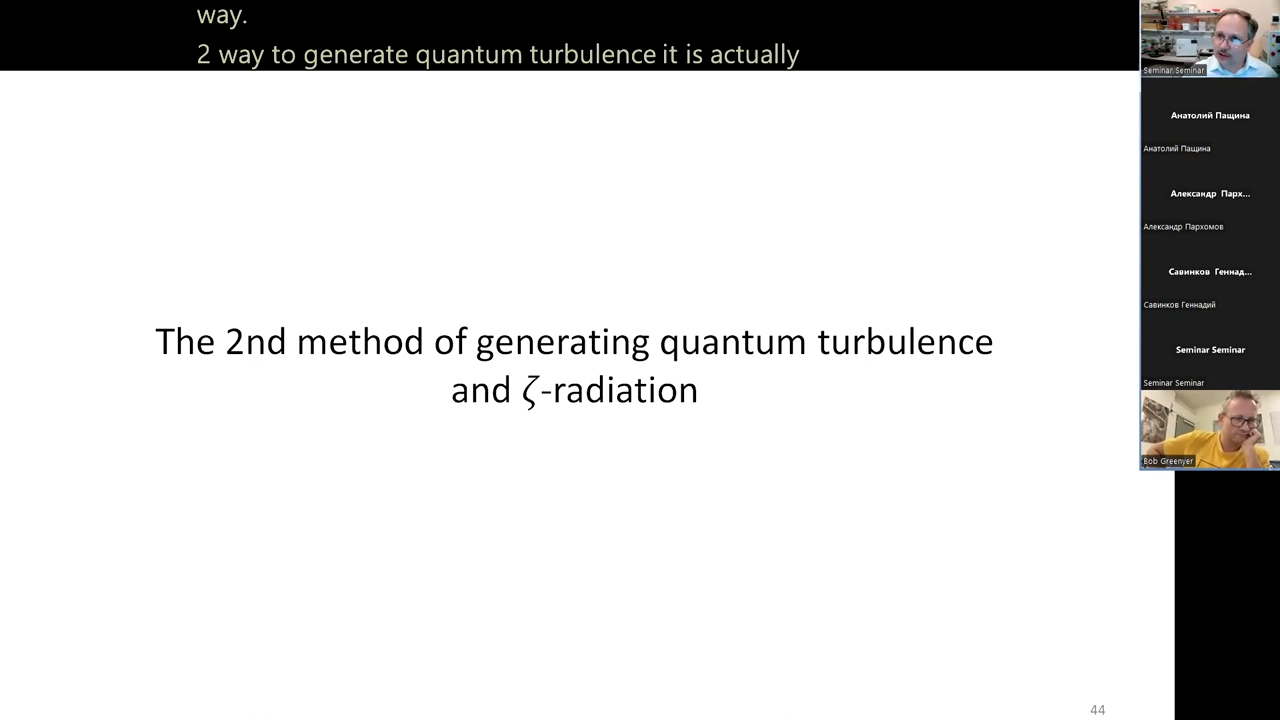 way.
2 way to generate quantum turbulence it is actually
The 2nd method of generating quantum turbulence
and ζ-radiation
44
Seminar Seminar
Анатолий Пащина
Анатолий Пащина
Александр Парх...
Александр Пархомов
Савинков Геннад...
Савинков Геннадий
Seminar Seminar
Seminar Seminar
Bob Greenyer